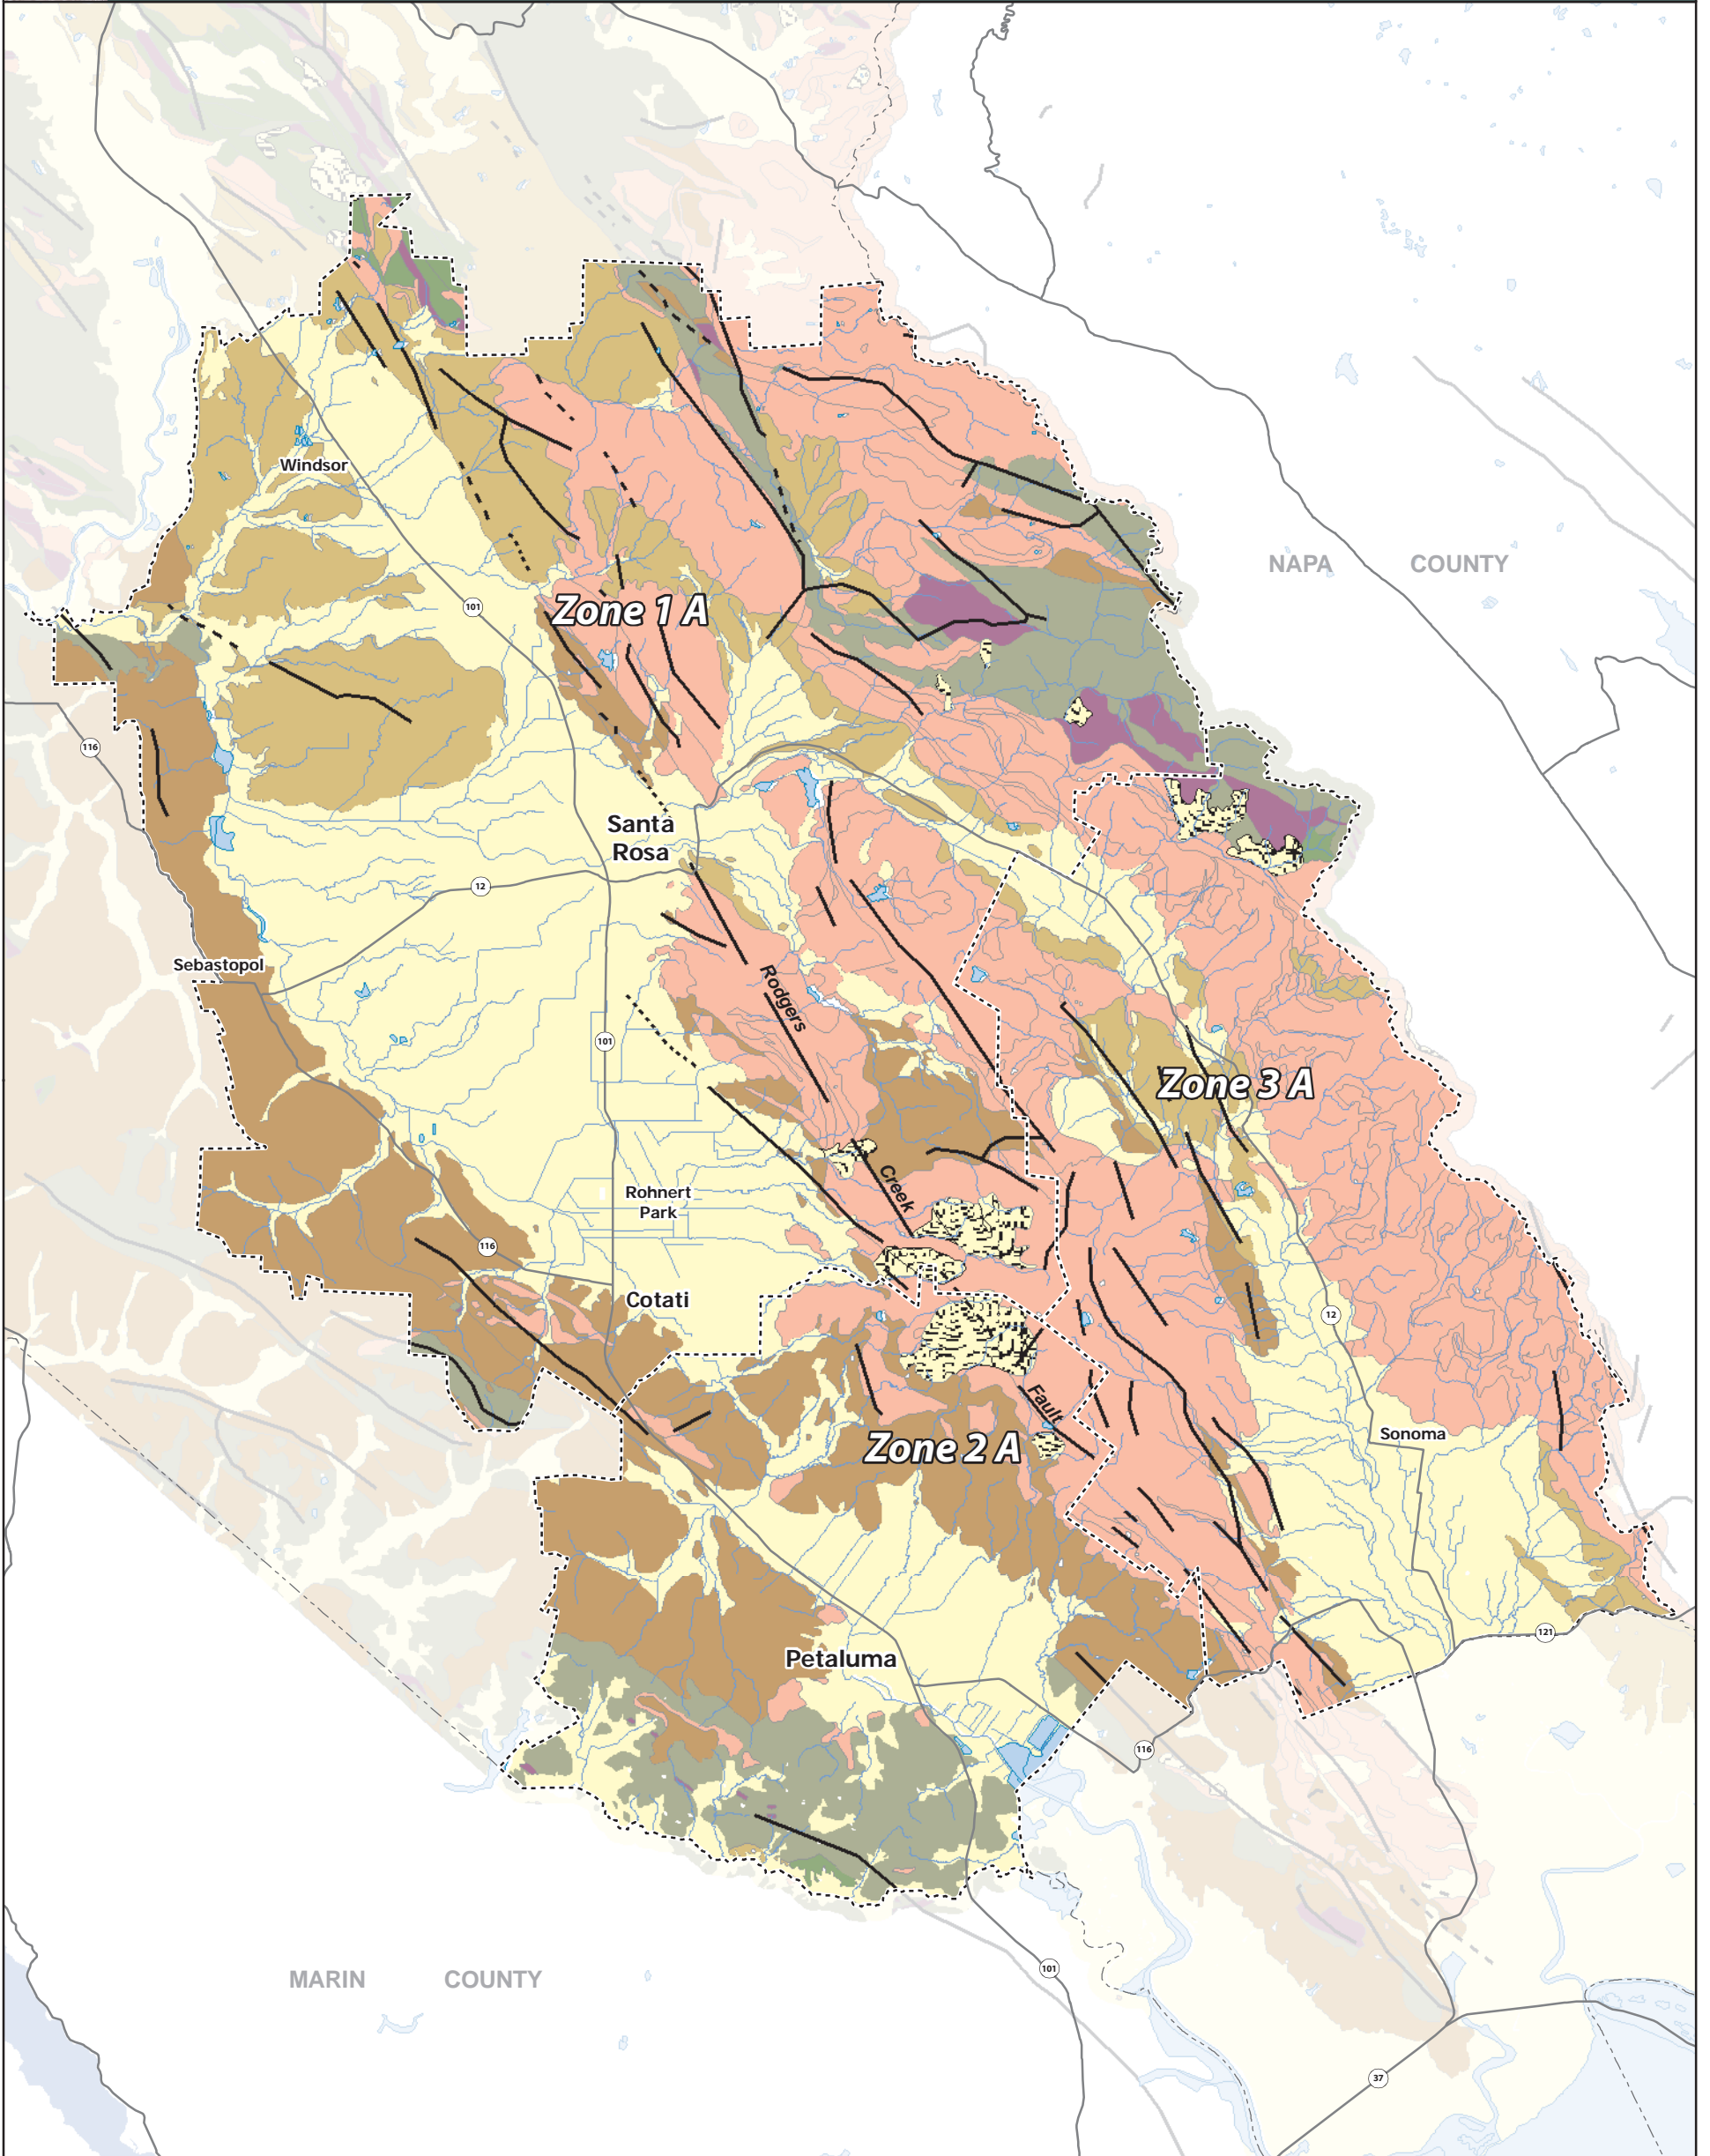 NAPA COUNTY
Windsor
101
Zone 1 A
116
Santa
Rosa
12
Sebastopol
Rodgers
101
Zone 3 A
Creek
Rohnert
Park
116
Cotati
12
Fault
Sonoma
Zone 2 A
121
Petaluma
116
101
MARIN COUNTY
37